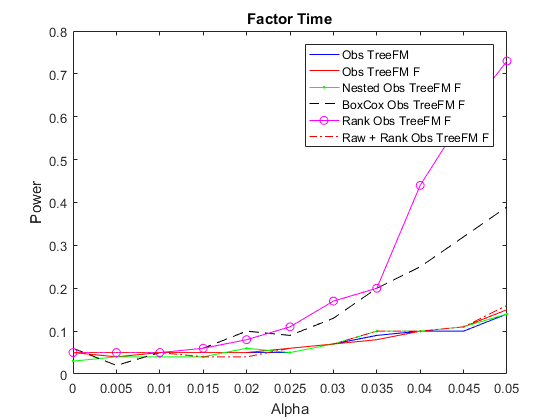 Factor Time
0.8
0.7
0.6
0.5
0.4
0.3
0.2
0.1
0
Power
Obs TreeFM
Obs TreeFM F
Nested Obs TreeFM F
BoxCox Obs TreeFM F
Rank Obs TreeFM F
Raw + Rank Obs TreeFM F
0 0.005 0.01 0.015 0.02 0.025 0.03 0.035 0.04 0.045 0.05
Alpha